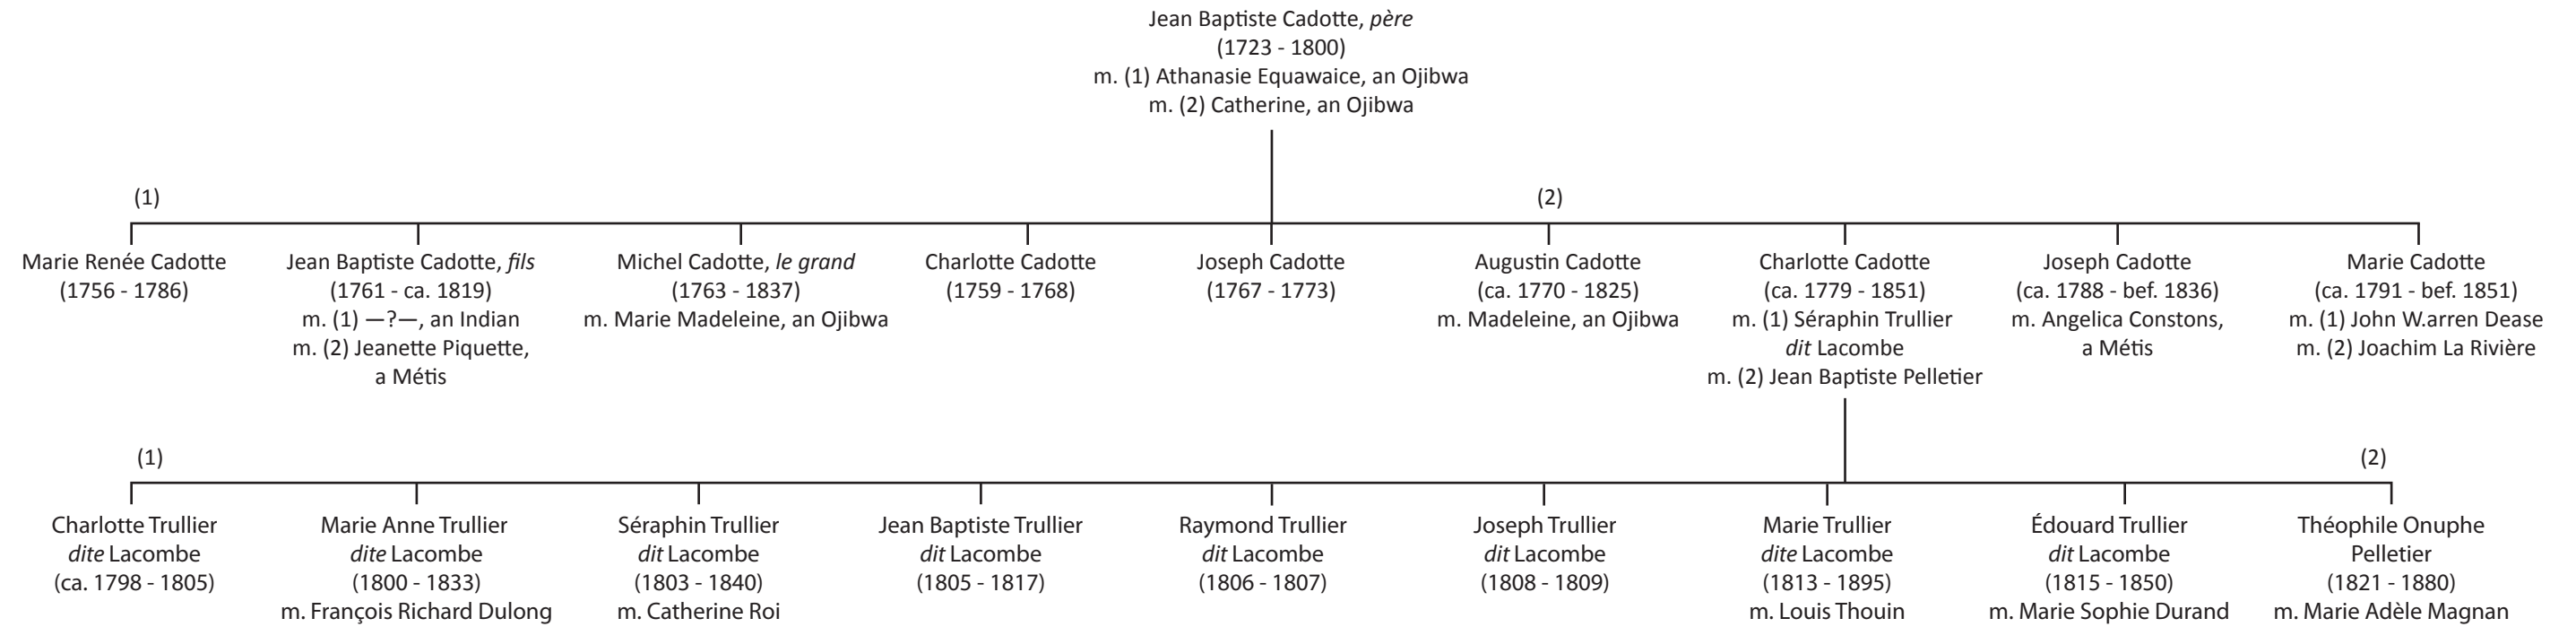 Jean Baptiste Cadotte, père
(1723 - 1800)
m. (1) Athanasie Equawaice, an Ojibwa
m. (2) Catherine, an Ojibwa
(1)
(2)
Marie Renée Cadotte
(1756 - 1786)
Jean Baptiste Cadotte, fils
(1761 - ca. 1819)
m. (1) —?—, an Indian
m. (2) Jeanette Piquette,
a Métis
Michel Cadotte, le grand
(1763 - 1837)
m. Marie Madeleine, an Ojibwa
Charlotte Cadotte
(1759 - 1768)
Joseph Cadotte
(1767 - 1773)
Augustin Cadotte
(ca. 1770 - 1825)
m. Madeleine, an Ojibwa
Charlotte Cadotte
(ca. 1779 - 1851)
m. (1) Séraphin Trullier
dit Lacombe
m. (2) Jean Baptiste Pelletier
Joseph Cadotte
(ca. 1788 - bef. 1836)
m. Angelica Constons,
a Métis
Marie Cadotte
(ca. 1791 - bef. 1851)
m. (1) John W.arren Dease
m. (2) Joachim La Rivière
(1)
(2)
Charlotte Trullier
dite Lacombe
(ca. 1798 - 1805)
Marie Anne Trullier
dite Lacombe
(1800 - 1833)
m. François Richard Dulong
Séraphin Trullier
dit Lacombe
(1803 - 1840)
m. Catherine Roi
Jean Baptiste Trullier
dit Lacombe
(1805 - 1817)
Raymond Trullier
dit Lacombe
(1806 - 1807)
Joseph Trullier
dit Lacombe
(1808 - 1809)
Marie Trullier
dite Lacombe
(1813 - 1895)
m. Louis Thouin
Édouard Trullier
dit Lacombe
(1815 - 1850)
m. Marie Sophie Durand
Théophile Onuphe
Pelletier
(1821 - 1880)
m. Marie Adèle Magnan